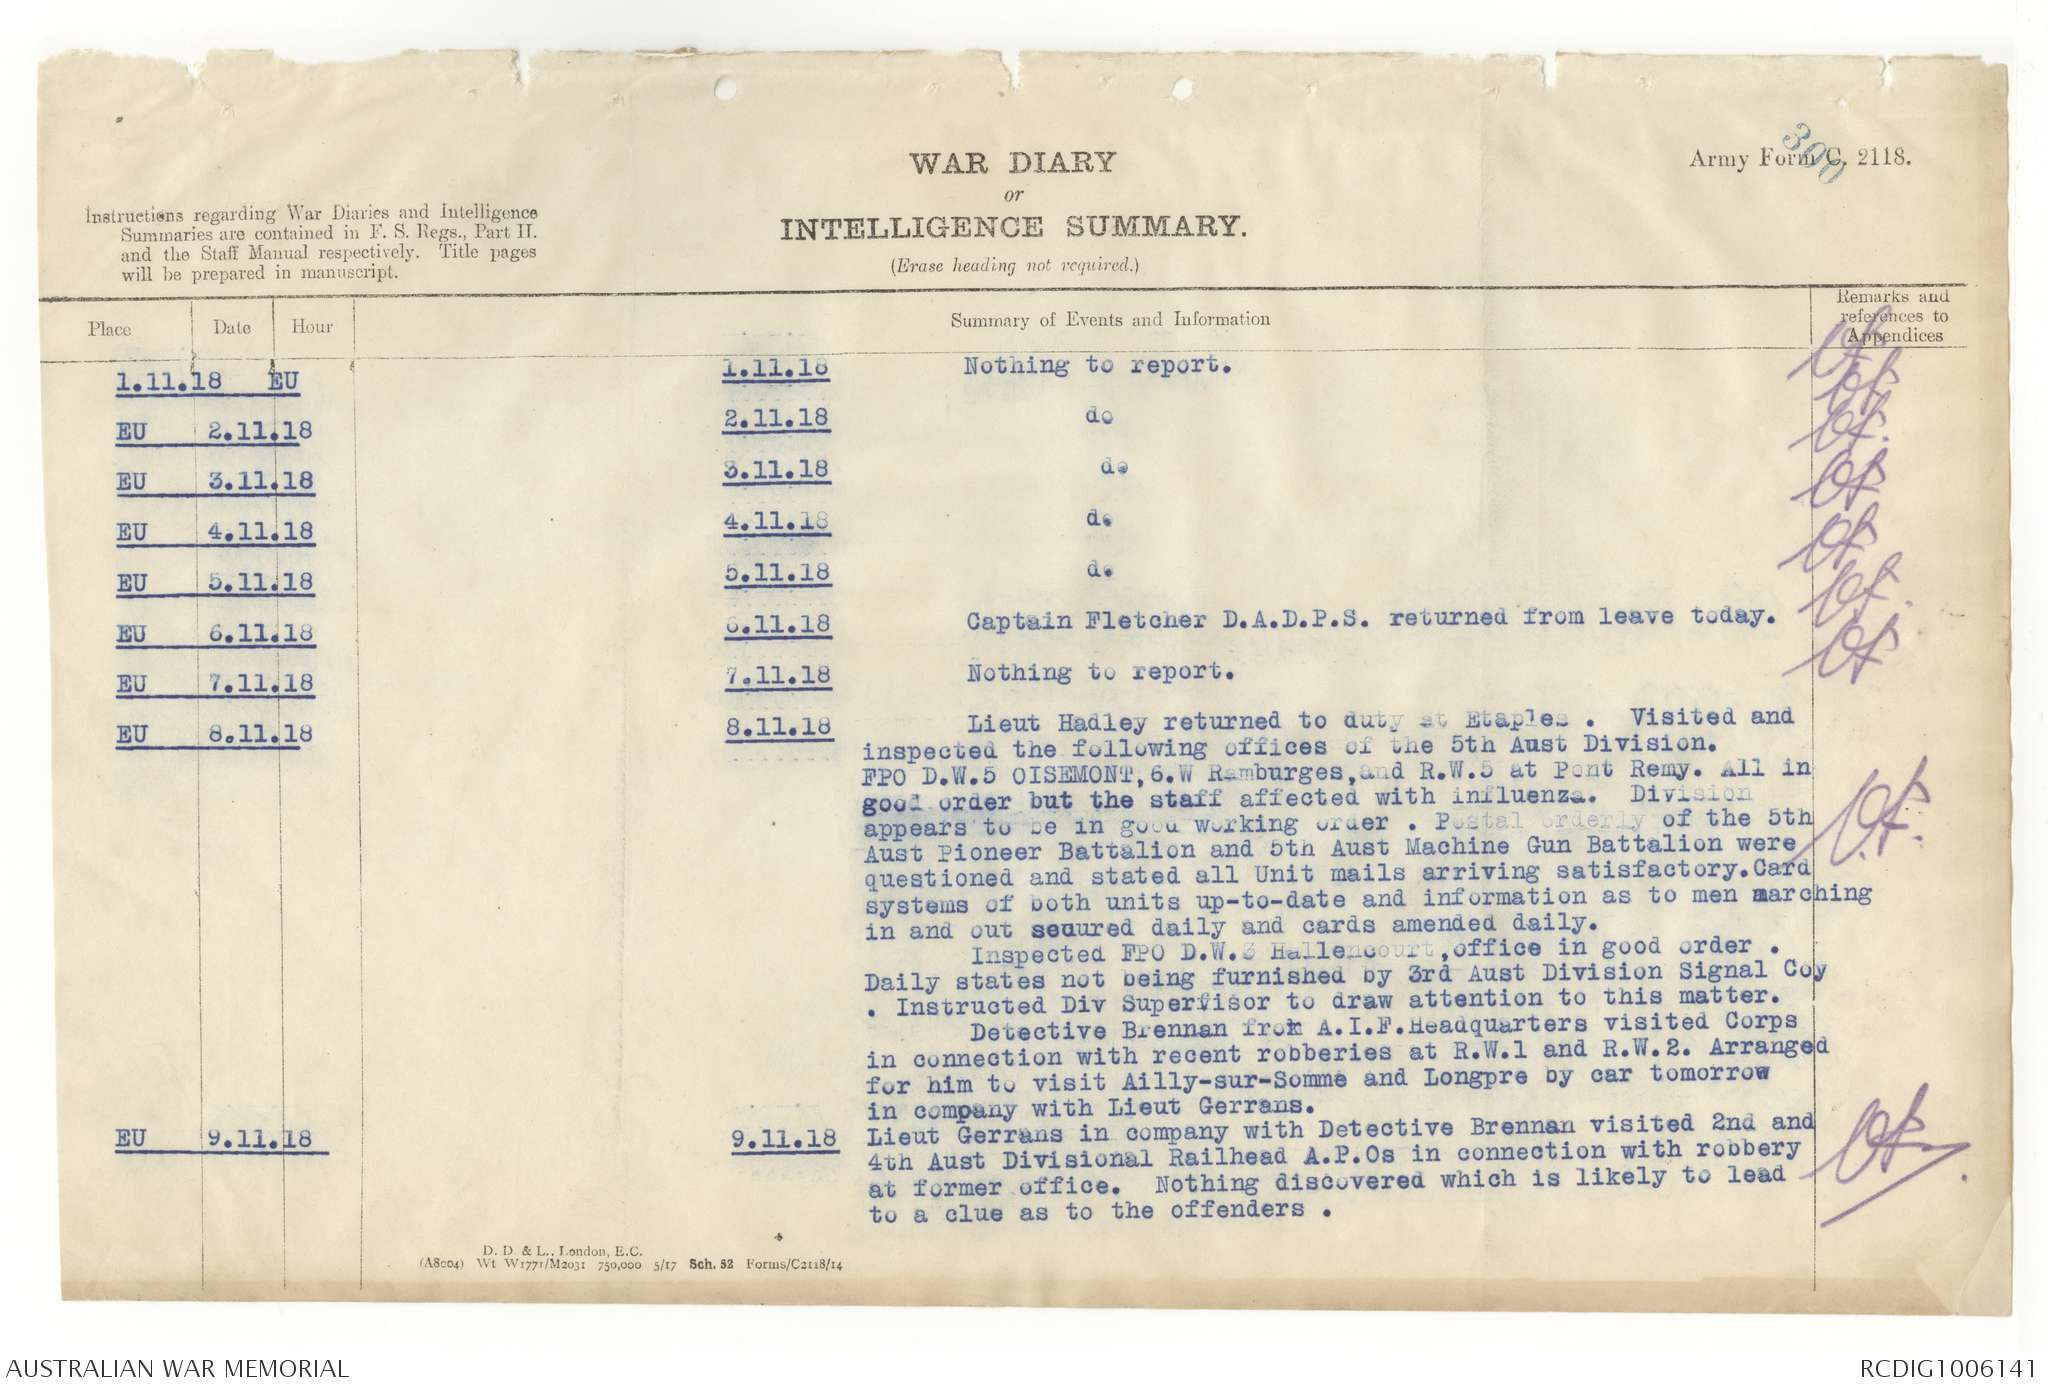 300
Army Form C. 2118.
WAR DIARY
or
INTELLIGENCE SUMMARY.
(Erase heading not required.)
Instructions regarding War Diaries and Intelligence
Summaries are contained in F. S. Regs., Part II.
and the Staff Manual respectively. Title pages
will be prepared in manuscript.
Place Date Hour Summary of Events and Information Remarks and
references to
Appendices
1.11.18 EU 1.11.18 Nothing to report.
EU 2.11.18 2.11.18 do
EU 3.11.18 3.11.18 do
EU 4.11.18 4.11.18 do
EU 5.11.18 5.11.18 do
EU 6.11.18 6.11.18 Captain Fletcher D.A.D.P.S. returned from leave today.
EU 7.11.18 7.11.18 Nothing to report.
EU 8.11.18 8.11.18 Lieut Hadley returned to duty at Etaples . Visited and
inspected the following offices of the 5th Aust Division.
FPO D.W.5 OISEMONT,6.W Ramburges,and R.W.5 at Pont Remy. All in
good order but the staff affected with influenza. Division
appears to be in good working order . Postal orderly of the 5th
Aust Pioneer Battalion and 5th Aust Machine Gun Battalion were
questioned and stated all Unit mails arriving satisfactory.Card
systems of both units up-to-date and information as to men marching
in and out seuured daily and cards amended daily.
Inspected FPO D.W.3 Hallencourt,office in good order .
Daily states not being furnished by 3rd Aust Division Signal Coy
. Instructed Div Superfisor to draw attention to this matter.
Detective Brennan from A.I.F.Headquarters visited Corps
in connection with recent robberies at R.W.1 and R.W.2. Arranged
for him to visit Ailly-sur-Somme and Longpre by car tomorrow
in company with Lieut Gerrans.
EU 9.11.18 9.11.18 Lieut Gerrans in company with Detective Brennan visited 2nd and
4th Aust Divisional Railhead A.P.Os in connection with robbery
at former office. Nothing discovered which is likely to lead
to a clue as to the offenders .
D. D. & L., London, E.C.
(A8004) Wt W1771/M2031 750,000 5/17 Sch. 52 Forms/C2118/14
AUSTRALIAN WAR MEMORIAL
RCDIG1006141